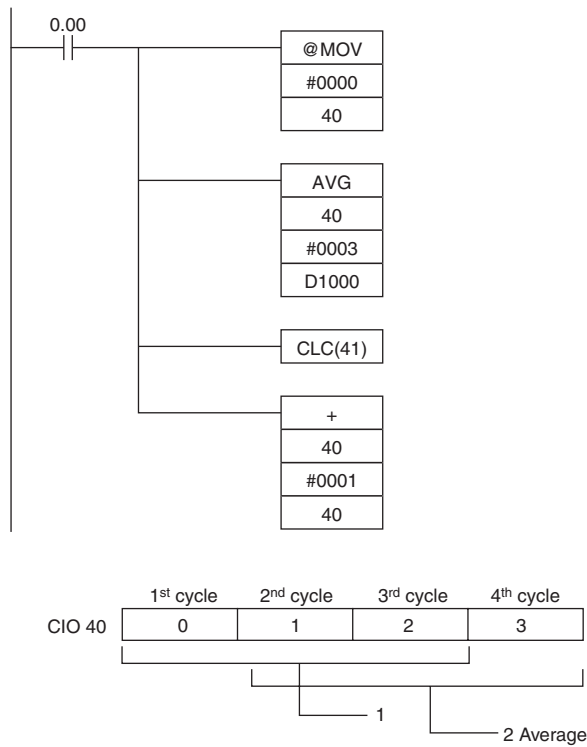 0.00
@MOV
#0000
40
AVG
40
#0003
D1000
CLC(41)
+
40
#0001
40
1st cycle 2nd cycle 3rd cycle 4th cycle
CIO 40 0 1 2 3
1
2 Average